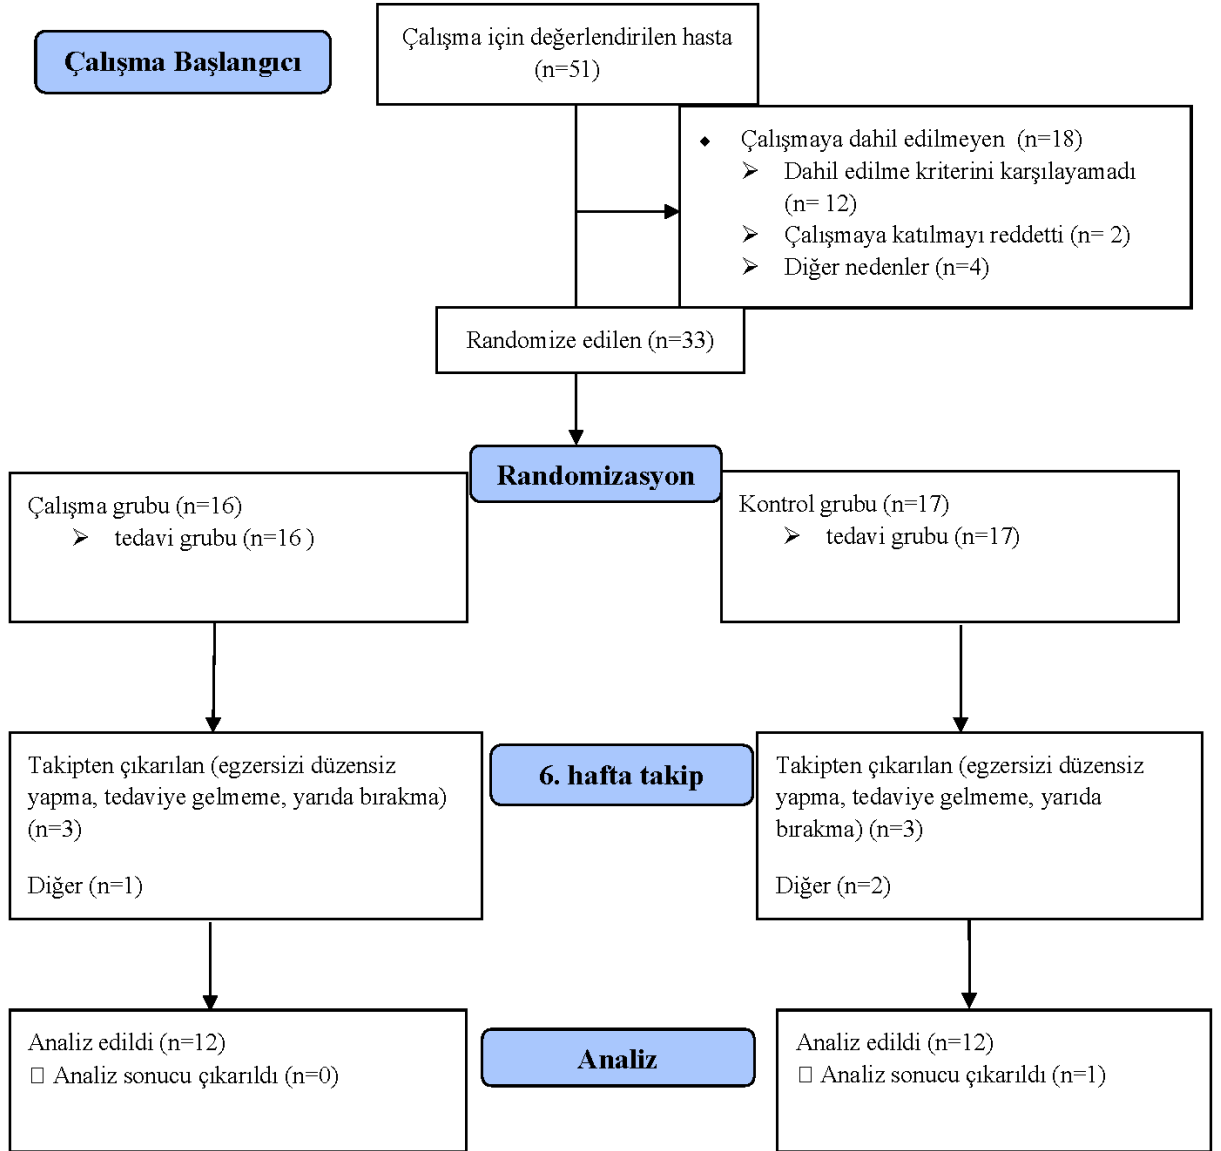 Çalışma Başlangıcı
Çalışma için değerlendirilen hasta
(n=51)
⬥ Çalışmaya dahil edilmeyen (n=18)
➢ Dahil edilme kriterini karşılayamadı
(n= 12)
➢ Çalışmaya katılmayı reddetti (n= 2)
➢ Diğer nedenler (n=4)
Randomize edilen (n=33)
Randomizasyon
Çalışma grubu (n=16)
➢ tedavi grubu (n=16 )
Kontrol grubu (n=17)
➢ tedavi grubu (n=17)
Takipten çıkarılan (egzersizi düzensiz
yapma, tedaviye gelmeme, yarıda bırakma)
(n=3)
Diğer (n=1)
6. hafta takip
Takipten çıkarılan (egzersizi düzensiz
yapma, tedaviye gelmeme, yarıda
bırakma) (n=3)
Diğer (n=2)
Analiz edildi (n=12)
□ Analiz sonucu çıkarıldı (n=0)
Analiz
Analiz edildi (n=12)
□ Analiz sonucu çıkarıldı (n=1)